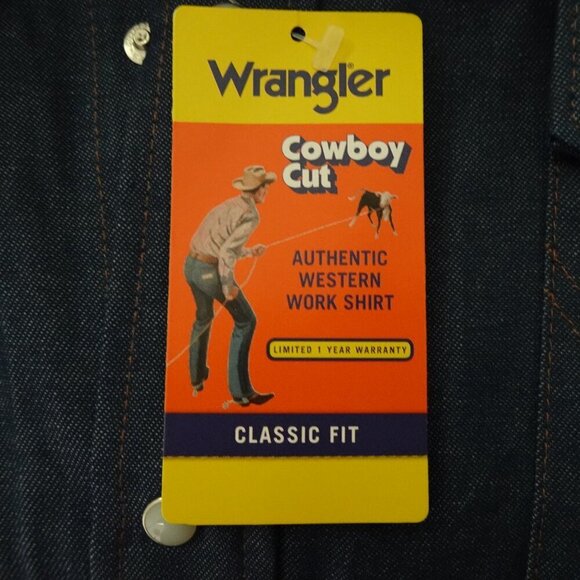 Wrangler®
Cowboy
Cut
AUTHENTIC
WESTERN
WORK SHIRT
LIMITED 1 YEAR WARRANTY
CLASSIC FIT